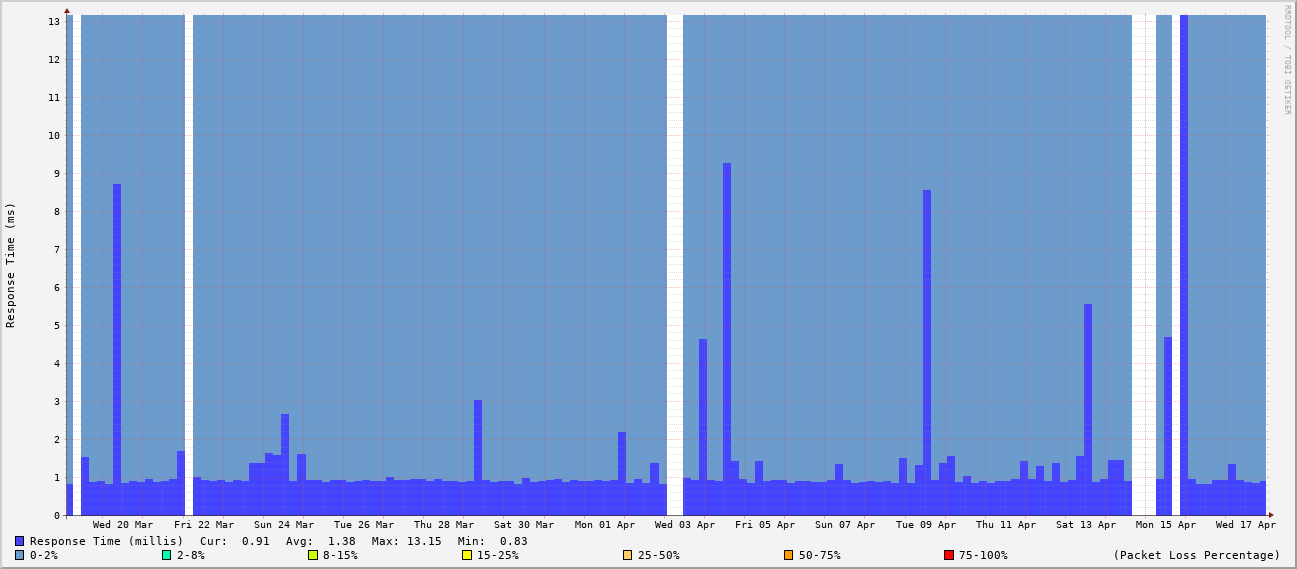 RRDTOOL / TOBI OETIKER
Response Time (ms)
13
12
11
10
9
8
7
6
5
4
3
2
1
0
Wed 20 Mar Fri 22 Mar Sun 24 Mar Tue 26 Mar Thu 28 Mar Sat 30 Mar Mon 01 Apr Wed 03 Apr Fri 05 Apr Sun 07 Apr Tue 09 Apr Thu 11 Apr Sat 13 Apr Mon 15 Apr Wed 17 Apr
Response Time (millis) Cur: 0.91 Avg: 1.38 Max: 13.15 Min: 0.83
0-2% 2-8% 8-15% 15-25% 25-50% 50-75% 75-100% (Packet Loss Percentage)